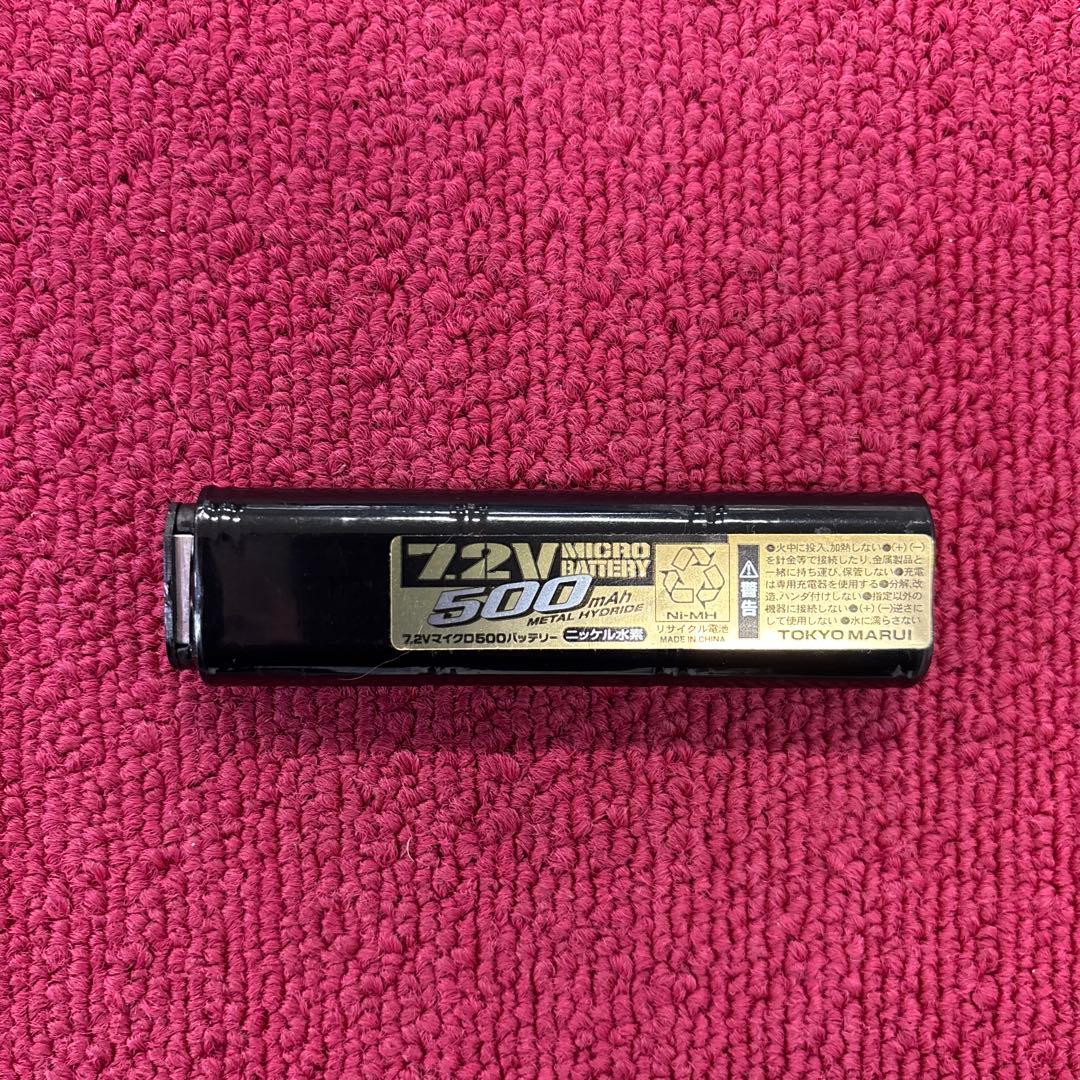 7.2V MICRO BATTERY
500mAh
METAL HYDRIDE
7.2Vマイクロ500バッテリー ニッケル水素
Ni-MH
リサイクル電池
MADE IN CHINA
警告
●火中に投入,加熱しない●(+)(−)
を針金等で接続したり,金属製品と
一緒に持ち運び,保管しない●充電
は専用充電器を使用する●分解,改
造,ハンダ付けしない●指定以外の
機器に接続しない●(+)(−)逆さに
して使用しない●水に濡らさない
TOKYO MARUI